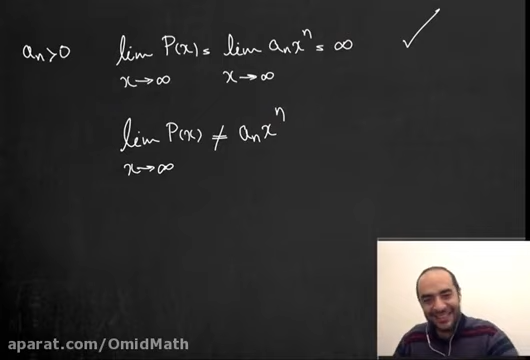 aₙ>0 lim P(x) = lim aₙxⁿ = ∞ ✓
x→∞ x→∞
lim P(x) ≠ aₙxⁿ
x→∞
aparat.com/OmidMath